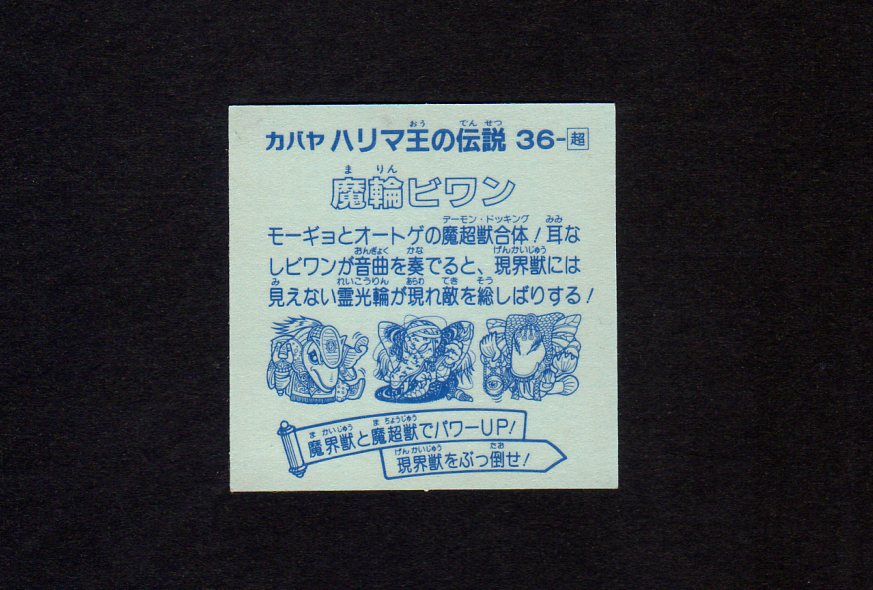 カバヤ ハリマ王の伝説 36-超
魔輪ビワン
モーギョとオートゲの魔超獣合体！耳な
しビワンが音曲を奏でると、現界獣には
見えない霊光輪が現れ敵を総しばりする！
魔界獣と魔超獣でパワーUP！
現界獣をぶっ倒せ！